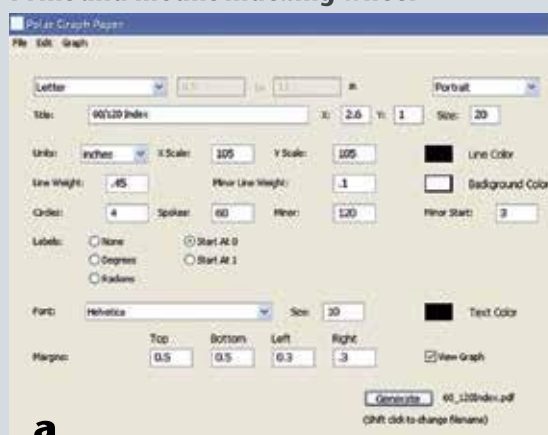 Polar Graph Paper
File Edit Graph
Letter in Portrait
Title: 60/120 Index X: 2.6 Y: 1 Size: 20
Units: inches X Scale: 105 Y Scale: 105 Line Color
Line Weight: .45 Minor Line Weight: .1 Background Color
Circles: 4 Spokes: 60 Minor: 120 Minor Start: 3
Labels: None Start At 0
Degrees Start At 1
Radians
Font: Helvetica Size: 10 Text Color
Top Bottom Left Right
Margins: 0.5 0.5 0.3 .3 View Graph
Generate 60_120Index.pdf
(Shift click to change filename)
a